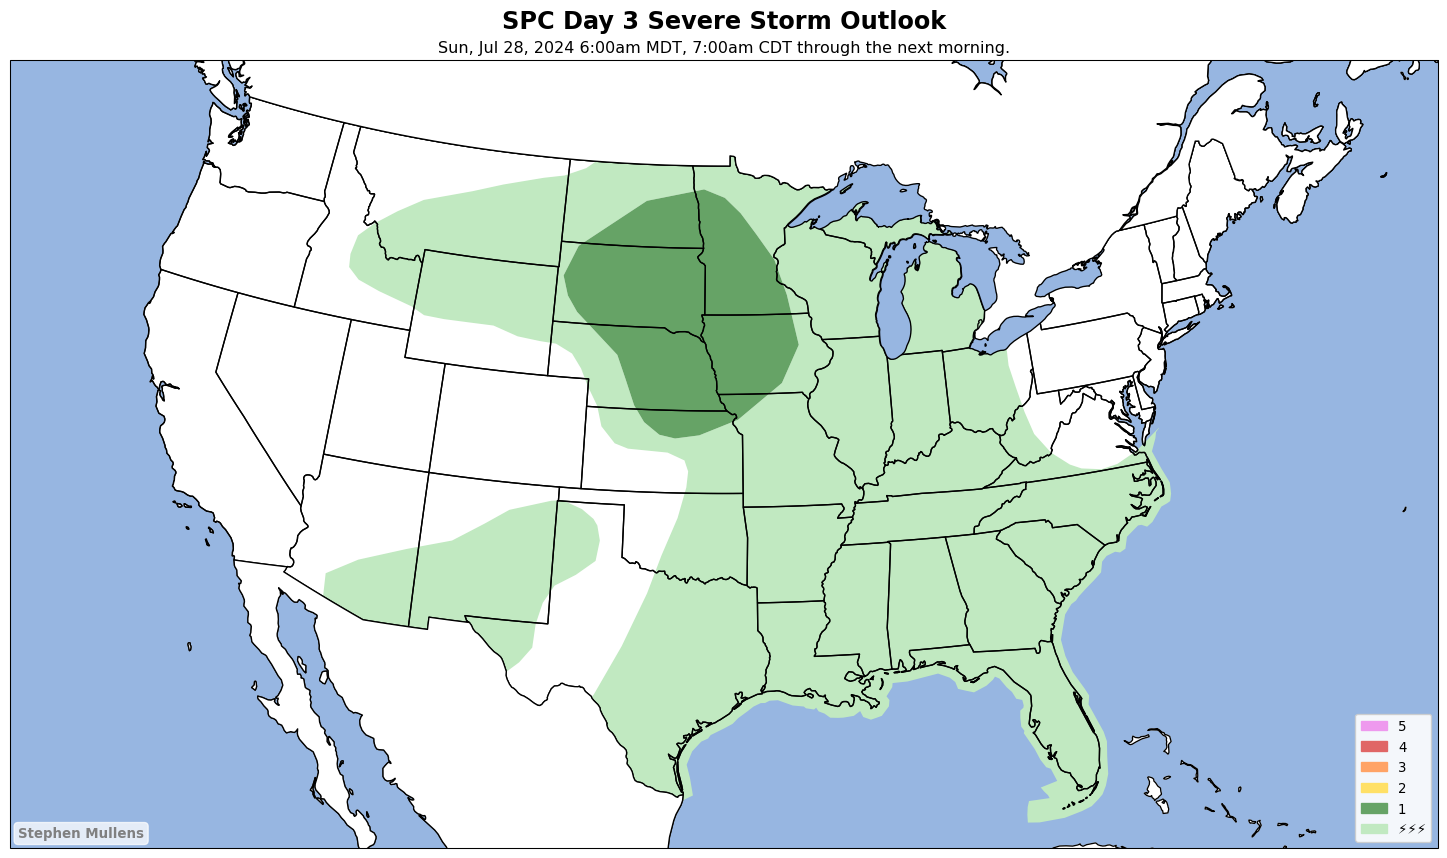 SPC Day 3 Severe Storm Outlook
Sun, Jul 28, 2024 6:00am MDT, 7:00am CDT through the next morning.
5
4
3
2
1
⚡⚡⚡
Stephen Mullens